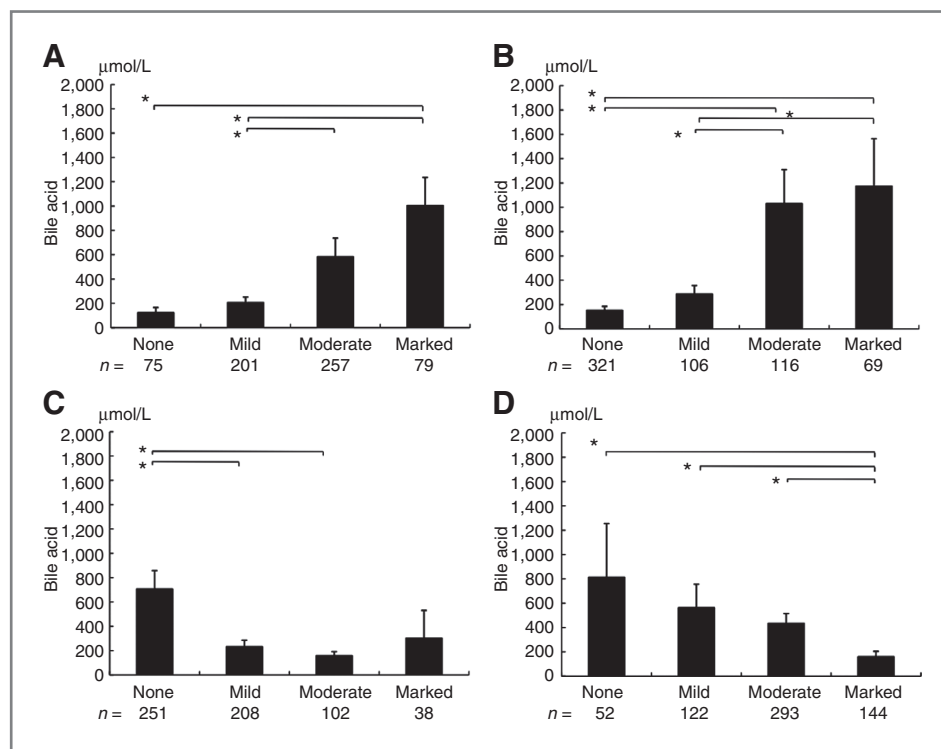 A
μmol/L
2,000
1,800
1,600
1,400
1,200
1,000
800
600
400
200
0
Bile acid
* 
*
*
None Mild Moderate Marked
n = 75 201 257 79
B
μmol/L
2,000
1,800
1,600
1,400
1,200
1,000
800
600
400
200
0
Bile acid
*
*
*
*
None Mild Moderate Marked
n = 321 106 116 69
C
μmol/L
2,000
1,800
1,600
1,400
1,200
1,000
800
600
400
200
0
Bile acid
*
*
None Mild Moderate Marked
n = 251 208 102 38
D
μmol/L
2,000
1,800
1,600
1,400
1,200
1,000
800
600
400
200
0
Bile acid
*
*
*
None Mild Moderate Marked
n = 52 122 293 144